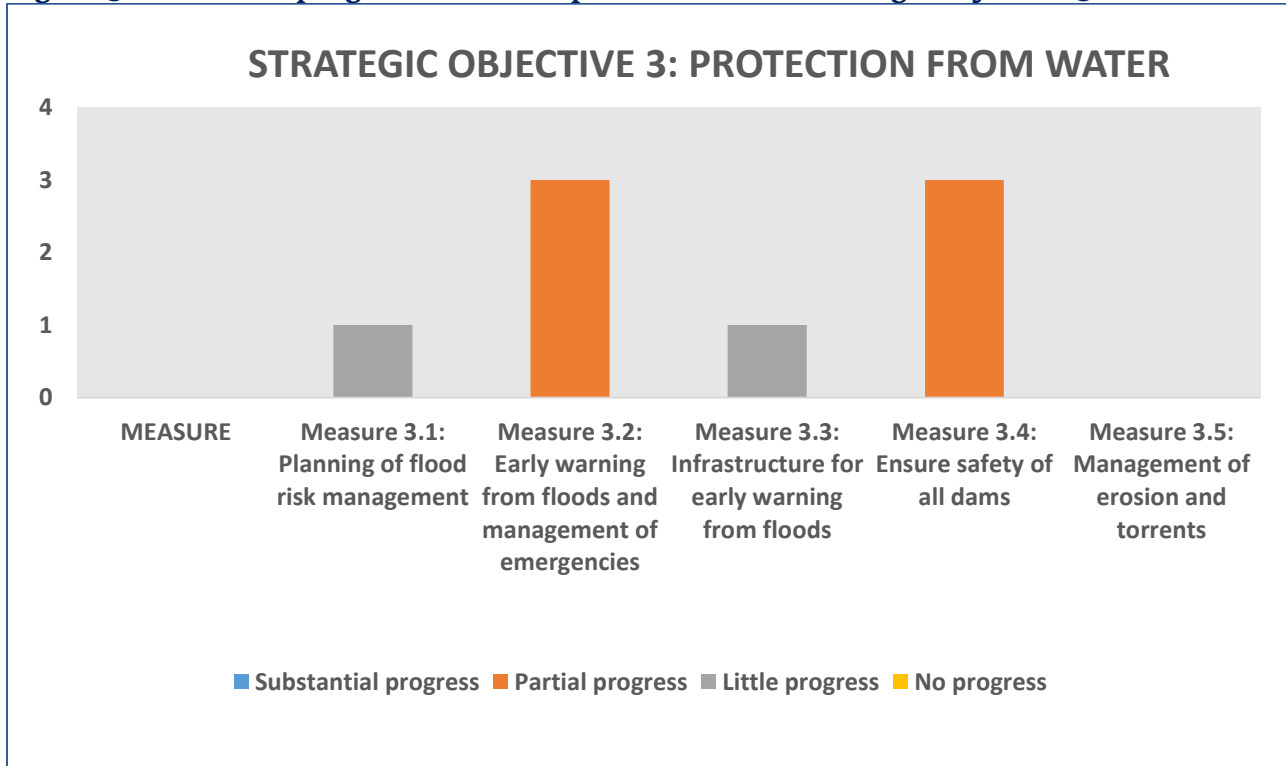 STRATEGIC OBJECTIVE 3: PROTECTION FROM WATER
4
3
2
1
0
MEASURE
Measure 3.1:
Planning of flood
risk management
Measure 3.2:
Early warning
from floods and
management of
emergencies
Measure 3.3:
Infrastructure for
early warning
from floods
Measure 3.4:
Ensure safety of
all dams
Measure 3.5:
Management of
erosion and
torrents
Substantial progress Partial progress Little progress No progress